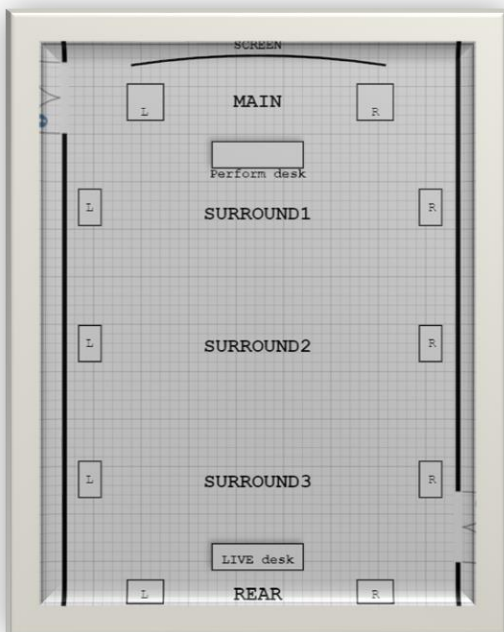 SCREEN
L MAIN R
Perform desk
L SURROUND1 R
L SURROUND2 R
L SURROUND3 R
LIVE desk
L REAR R